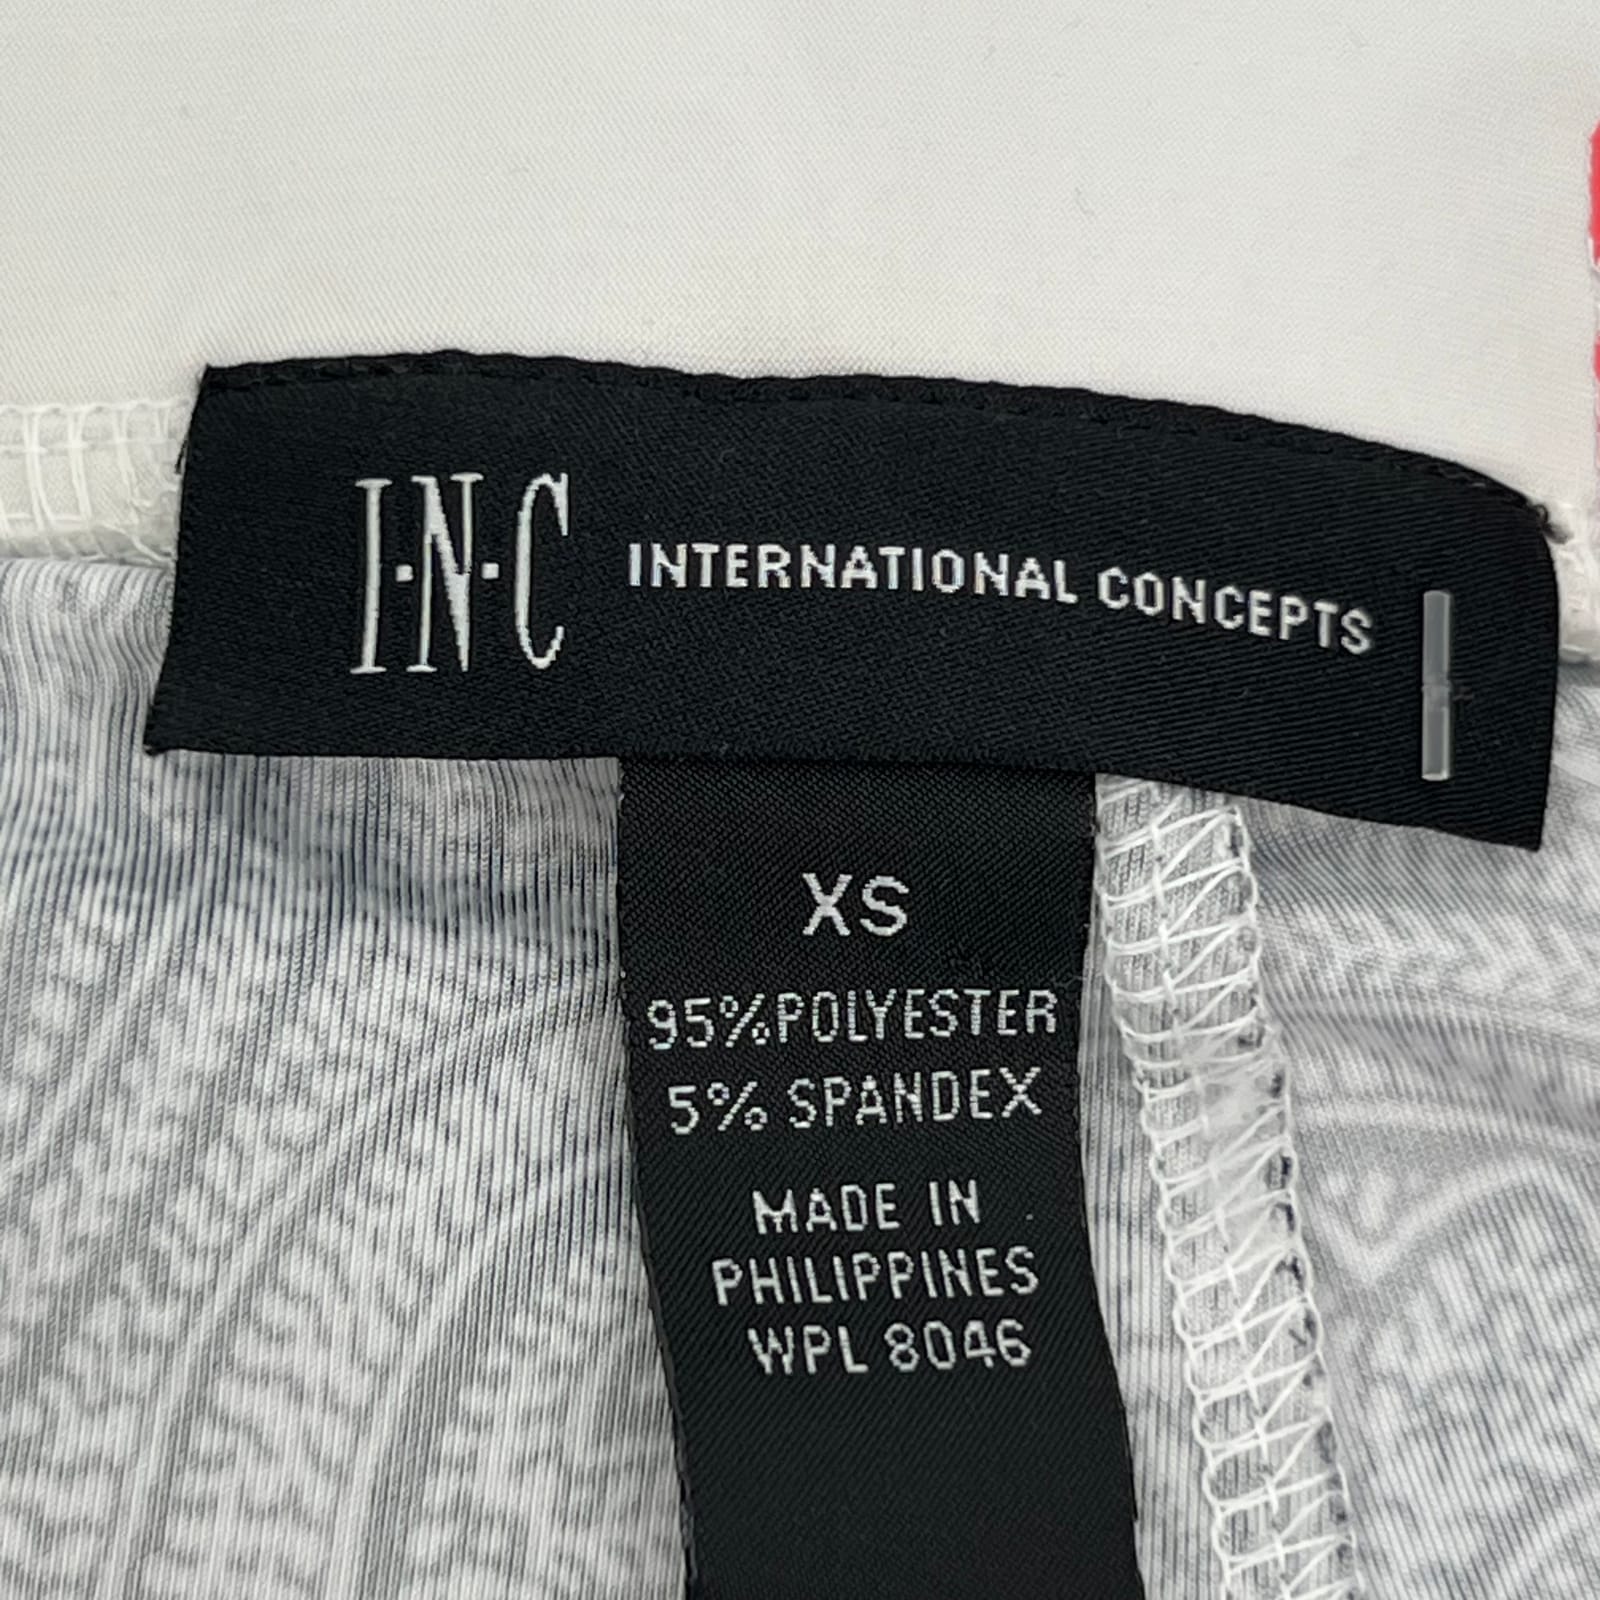 I·N·C INTERNATIONAL CONCEPTS
XS
95%POLYESTER
5% SPANDEX
MADE IN
PHILIPPINES
WPL 8046